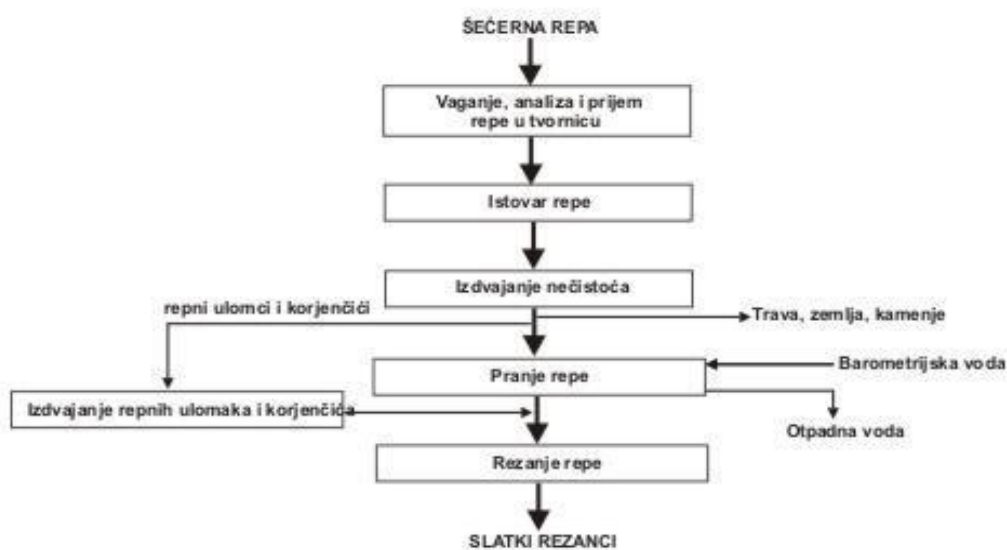 ŠEĆERNA REPA
Vaganje, analiza i prijem
repe u tvornicu
Istovar repe
Izdvajanje nečistoća
repni ulomci i korjenčići
Trava, zemlja, kamenje
Barometrijska voda
Pranje repe
Izdvajanje repnih ulomaka i korjenčića
Otpadna voda
Rezanje repe
SLATKI REZANCI